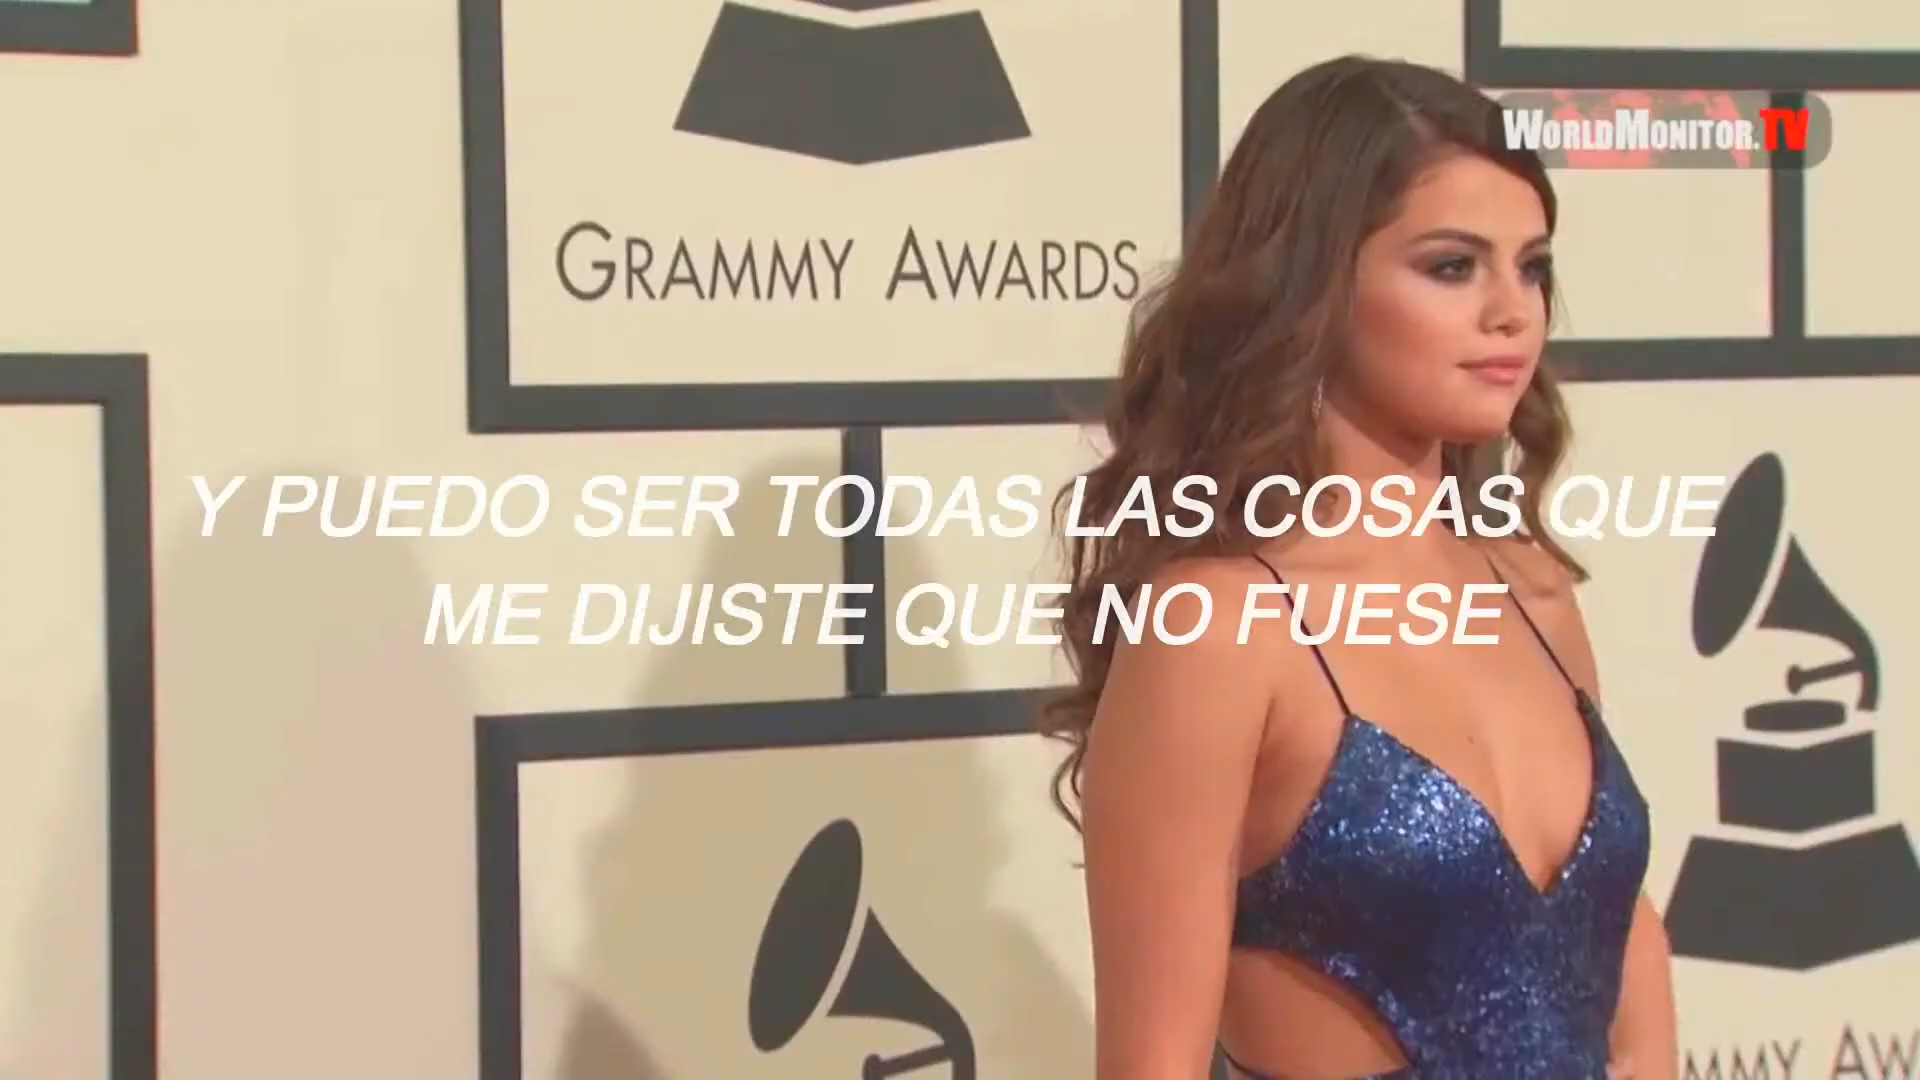 WORLDMONITOR.TV
GRAMMY AWARDS
Y PUEDO SER TODAS LAS COSAS QUE
ME DIJISTE QUE NO FUESE